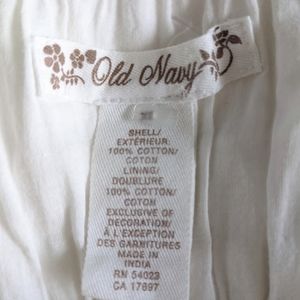 Old Navy
SHELL/
EXTÉRIEUR:
100% COTTON/
COTON
LINING/
DOUBLURE
100% COTTON/
COTON
EXCLUSIVE OF
DECORATION/
À L'EXCEPTION
DES GARNITURES
MADE IN
INDIA
RN 54023
CA 17897